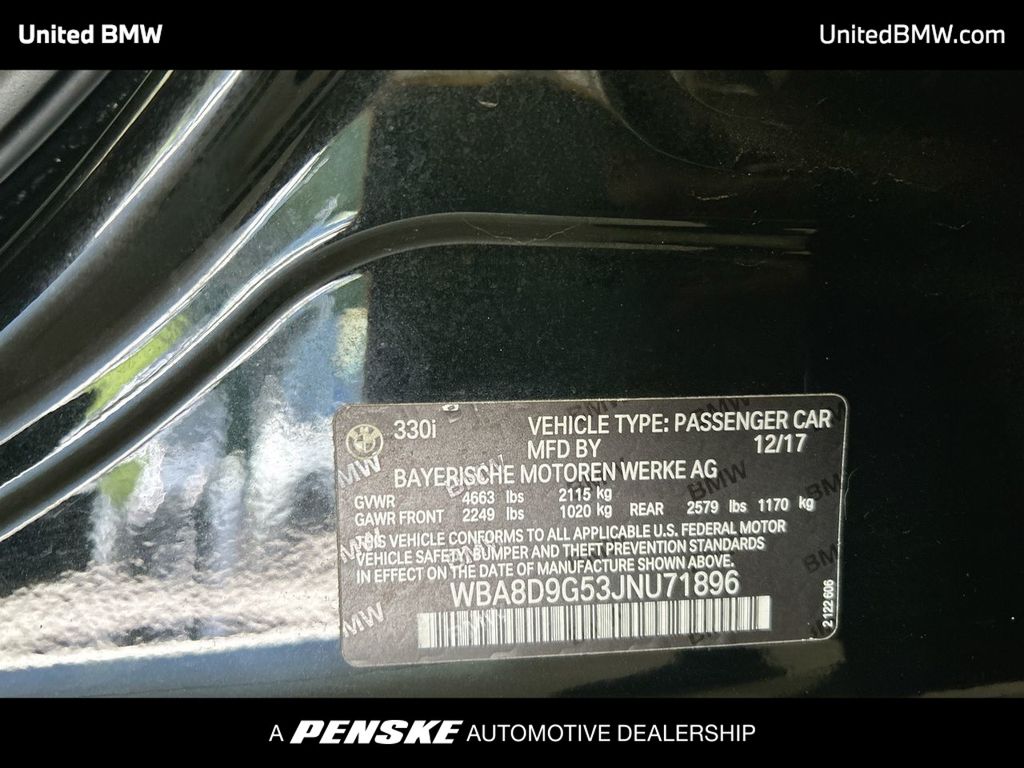 United BMW
UnitedBMW.com
330i VEHICLE TYPE: PASSENGER CAR
MFD BY 12/17
BAYERISCHE MOTOREN WERKE AG
GVWR 4663 lbs 2115 kg
GAWR FRONT 2249 lbs 1020 kg REAR 2579 lbs 1170 kg
THIS VEHICLE CONFORMS TO ALL APPLICABLE U.S. FEDERAL MOTOR
VEHICLE SAFETY, BUMPER AND THEFT PREVENTION STANDARDS
IN EFFECT ON THE DATE OF MANUFACTURE SHOWN ABOVE.
WBA8D9G53JNU71896
2122 606
A PENSKE AUTOMOTIVE DEALERSHIP